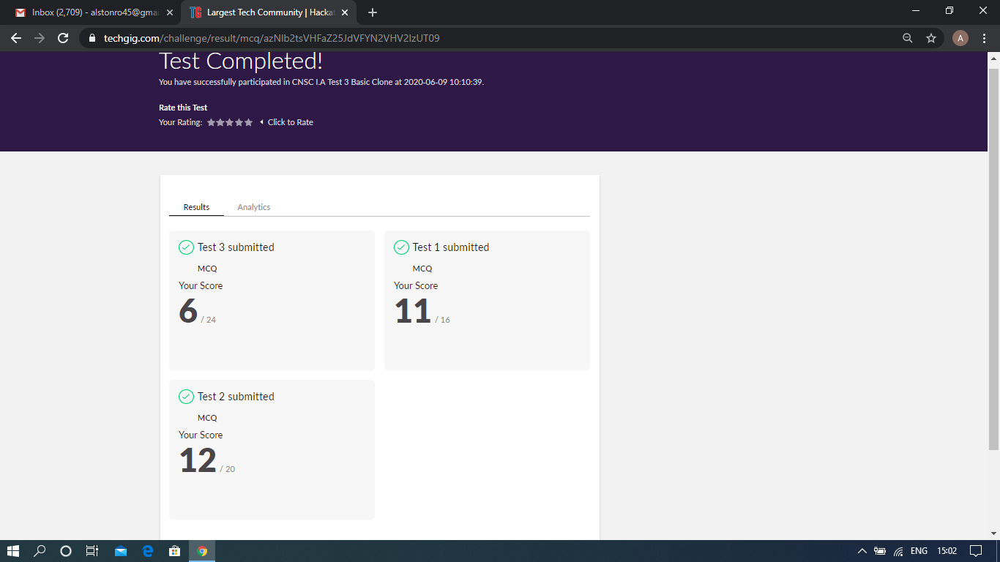 Inbox (2,709) - alstonro45@gmai
Largest Tech Community | Hackat
techgig.com/challenge/result/mcq/azNlb2tsVHFaZ25JdVFYN2VHV2IzUT09
A
Test Completed!
You have successfully participated in CNSC I.A Test 3 Basic Clone at 2020-06-09 10:10:39.
Rate this Test
Your Rating: Click to Rate
Results Analytics
Test 3 submitted
MCQ
Your Score
6 / 24
Test 1 submitted
MCQ
Your Score
11 / 16
Test 2 submitted
MCQ
Your Score
12 / 20
ENG 15:02